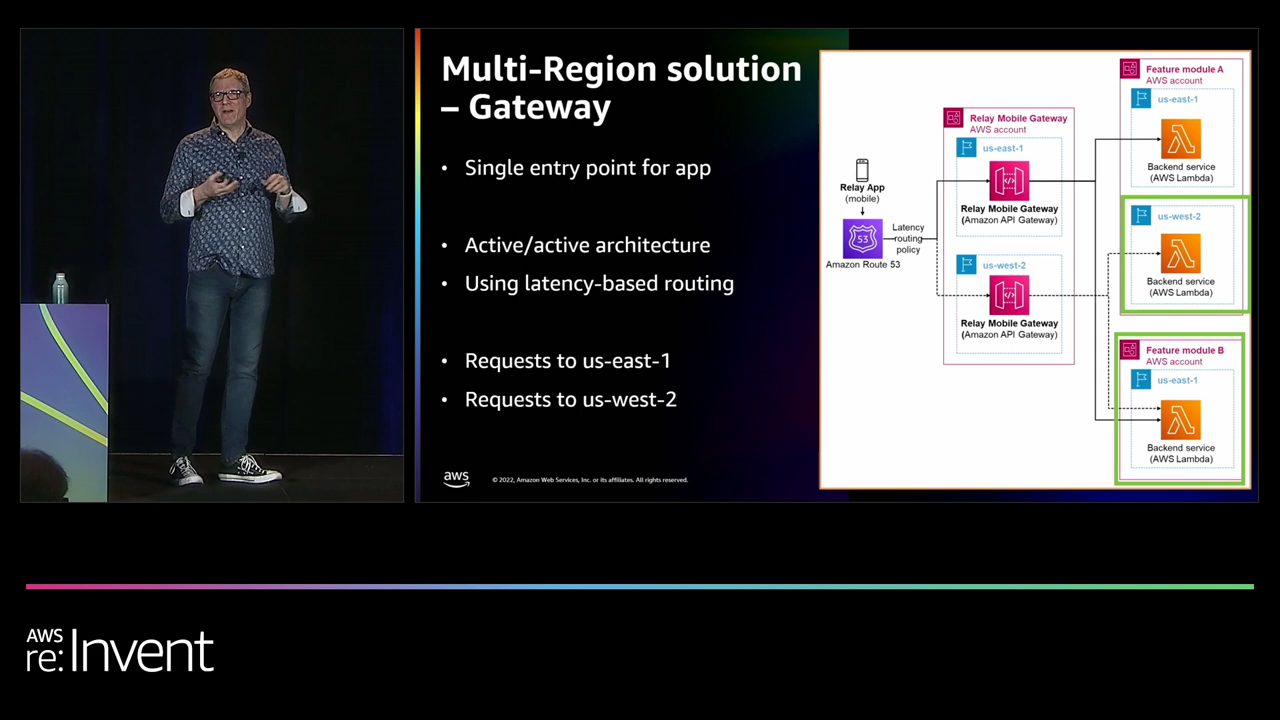 Multi-Region solution
– Gateway
• Single entry point for app
• Active/active architecture
• Using latency-based routing
• Requests to us-east-1
• Requests to us-west-2
aws
© 2022, Amazon Web Services, Inc. or its affiliates. All rights reserved.
Relay App
(mobile)
53
Amazon Route 53
Latency
routing
policy
Relay Mobile Gateway
AWS account
us-east-1
Relay Mobile Gateway
(Amazon API Gateway)
us-west-2
Relay Mobile Gateway
(Amazon API Gateway)
Feature module A
AWS account
us-east-1
Backend service
(AWS Lambda)
us-west-2
Backend service
(AWS Lambda)
Feature module B
AWS account
us-east-1
Backend service
(AWS Lambda)
AWS
re:Invent